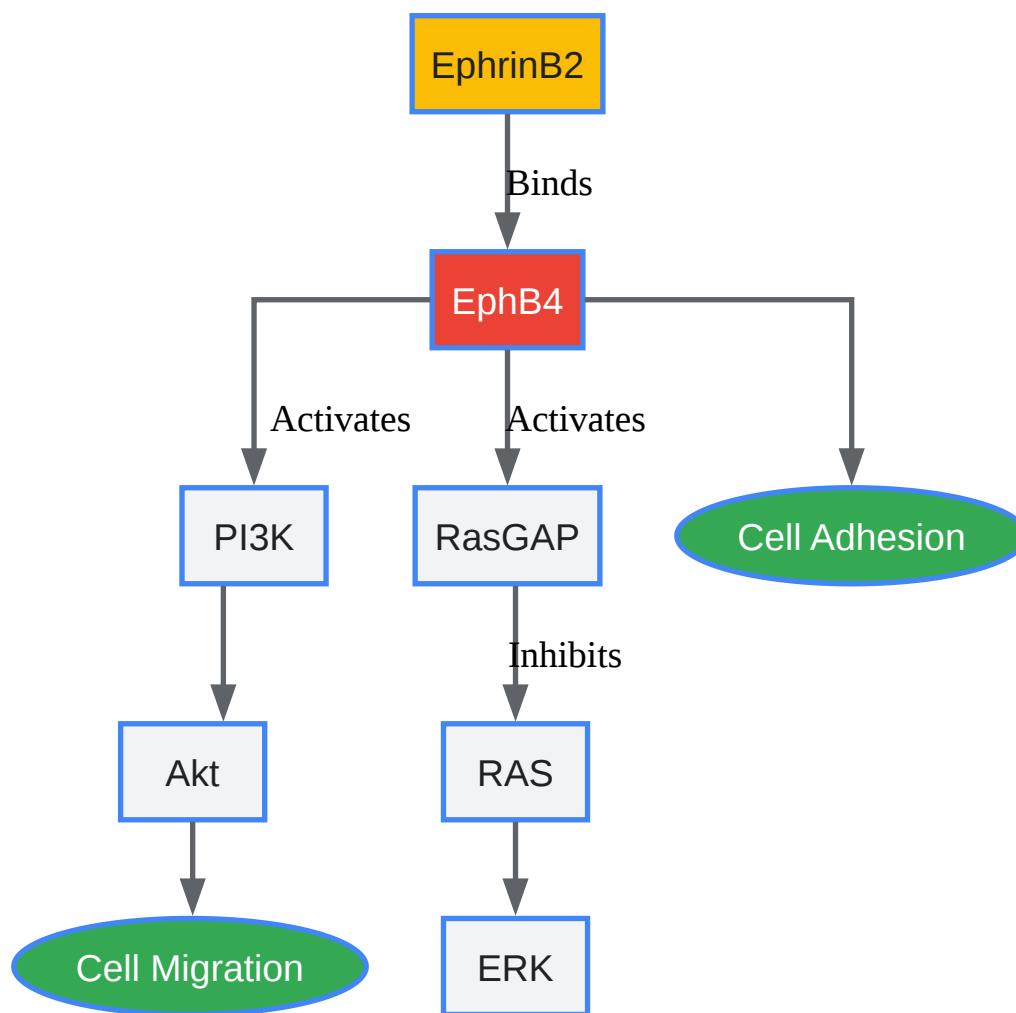 EphrinB2
Binds
EphB4
Activates
Activates
PI3K
RasGAP
Cell Adhesion
Inhibits
Akt
RAS
Cell Migration
ERK